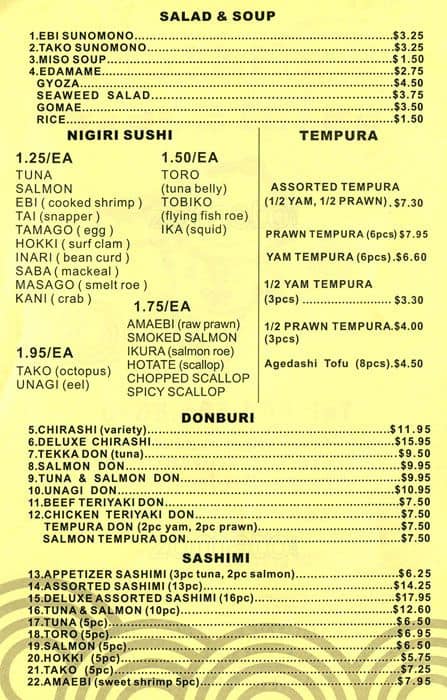 SALAD & SOUP
1.EBI SUNOMONO.....$3.25
2.TAKO SUNOMONO.....$3.25
3.MISO SOUP.....$1.50
4.EDAMAME.....$2.75
GYOZA.....$4.50
SEAWEED SALAD.....$3.75
GOMAE.....$3.50
RICE.....$1.50
NIGIRI SUSHI
1.25/EA
TUNA
SALMON
EBI ( cooked shrimp )
TAI (snapper )
TAMAGO ( egg )
HOKKI ( surf clam )
INARI ( bean curd )
SABA ( mackeal )
MASAGO ( smelt roe )
KANI ( crab )
1.95/EA
TAKO (octopus)
UNAGI (eel)
1.50/EA
TORO
(tuna belly)
TOBIKO
(flying fish roe)
IKA (squid)
1.75/EA
AMAEBI (raw prawn)
SMOKED SALMON
IKURA (salmon roe)
HOTATE (scallop)
CHOPPED SCALLOP
SPICY SCALLOP
TEMPURA
ASSORTED TEMPURA
(1/2 YAM, 1/2 PRAWN).$7.30
PRAWN TEMPURA (6pcs) $7.95
YAM TEMPURA (6pcs).$6.60
1/2 YAM TEMPURA
(3pcs) ..................... $3.30
1/2 PRAWN TEMPURA.$4.00
(3pcs)
Agedashi Tofu (8pcs).$4.50
DONBURI
5.CHIRASHI (variety).....$11.95
6.DELUXE CHIRASHI.....$15.95
7.TEKKA DON (tuna).....$9.50
8.SALMON DON.....$9.95
9.TUNA & SALMON DON.....$9.95
10.UNAGI DON.....$10.95
11.BEEF TERIYAKI DON.....$7.50
12.CHICKEN TERIYAKI DON.....$7.50
TEMPURA DON (2pc yam, 2pc prawn).....$7.50
SALMON TEMPURA DON.....$7.50
SASHIMI
13.APPETIZER SASHIMI (3pc tuna, 2pc salmon).....$6.25
14.ASSORTED SASHIMI (13pc).....$14.25
15.DELUXE ASSORTED SASHIMI (16pc).....$17.95
16.TUNA & SALMON (10pc).....$12.60
17.TUNA (5pc).....$6.50
18.TORO (5pc).....$6.95
19.SALMON (5pc).....$6.50
20.HOKKI (5pc).....$5.75
21.TAKO (5pc).....$7.25
22.AMAEBI (sweet shrimp 5pc).....$7.95